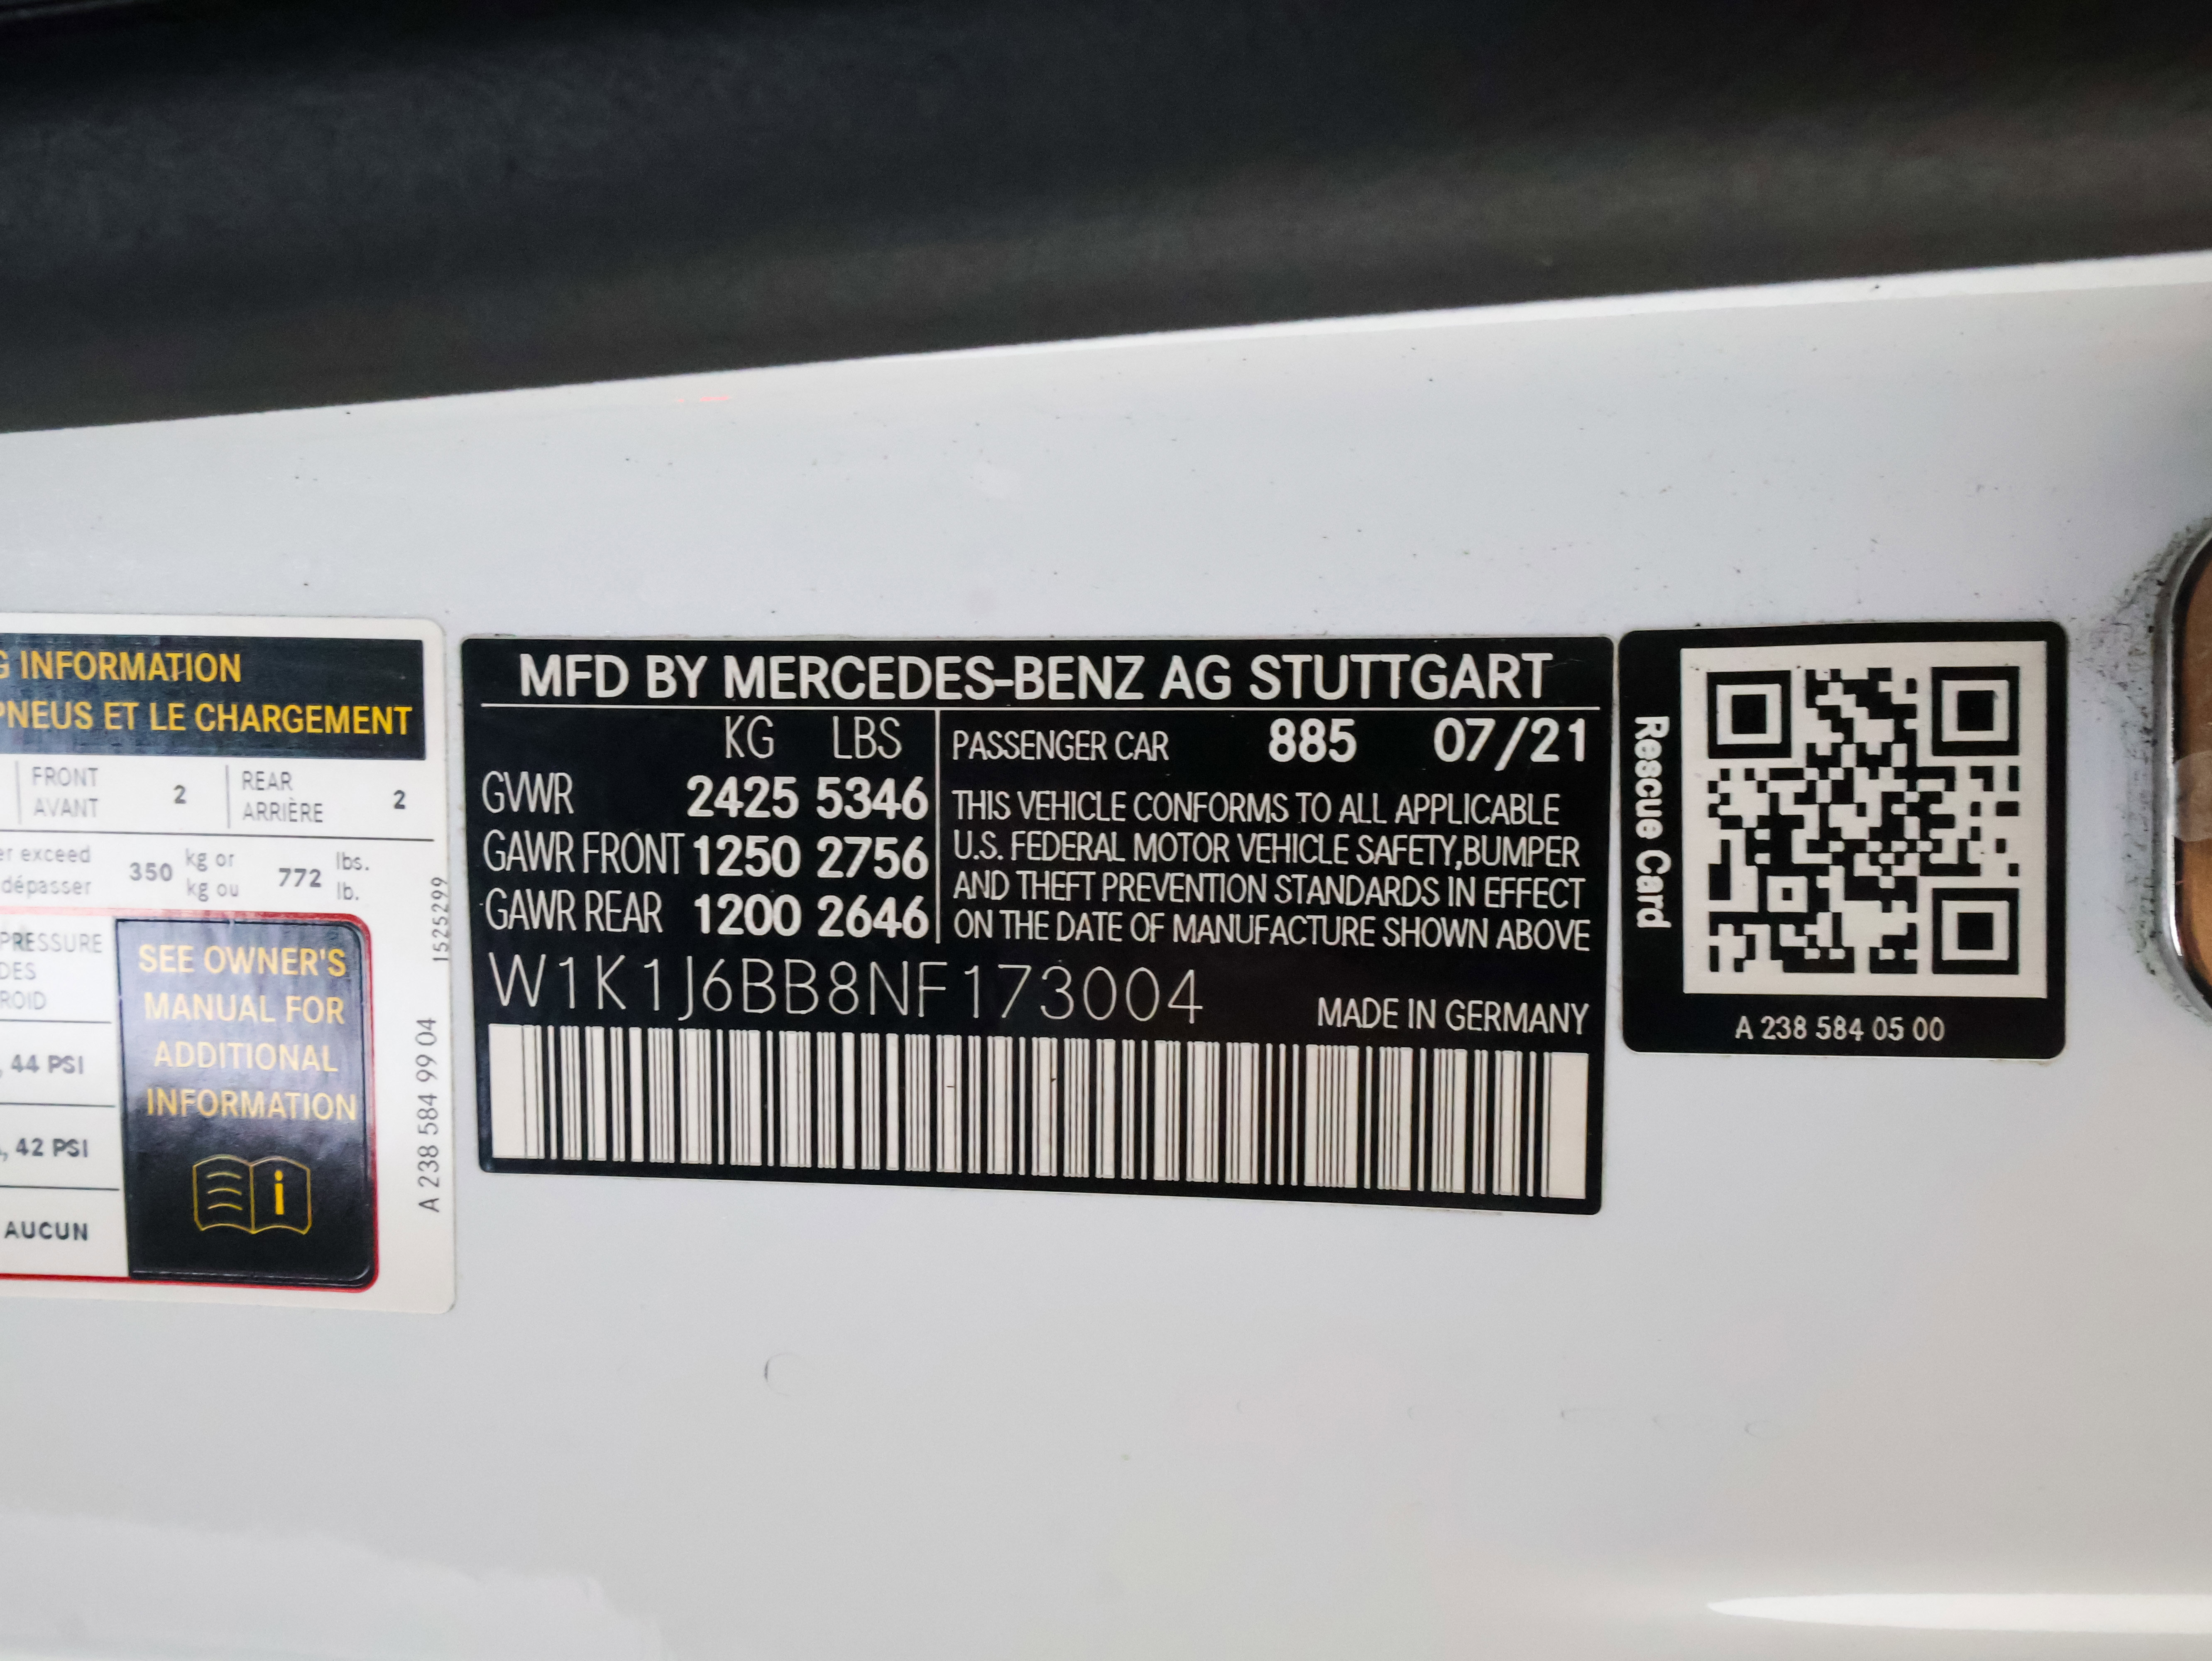 G INFORMATION
PNEUS ET LE CHARGEMENT
FRONT
AVANT
2
REAR
ARRIÈRE
2
exceed
dépasser
350
kg or
kg ou
772
lbs.
lb.
PRESSURE
DES
44 PSI
42 PSI
AUCUN
SEE OWNER'S
MANUAL FOR
ADDITIONAL
INFORMATION
i
A 238 584 99 04
1525299
MFD BY MERCEDES-BENZ AG STUTTGART
KG LBS
GVWR 2425 5346
GAWR FRONT 1250 2756
GAWR REAR 1200 2646
PASSENGER CAR 885 07/21
THIS VEHICLE CONFORMS TO ALL APPLICABLE
U.S. FEDERAL MOTOR VEHICLE SAFETY,BUMPER
AND THEFT PREVENTION STANDARDS IN EFFECT
ON THE DATE OF MANUFACTURE SHOWN ABOVE
W1K1J6BB8NF173004
MADE IN GERMANY
Rescue Card
A 238 584 05 00